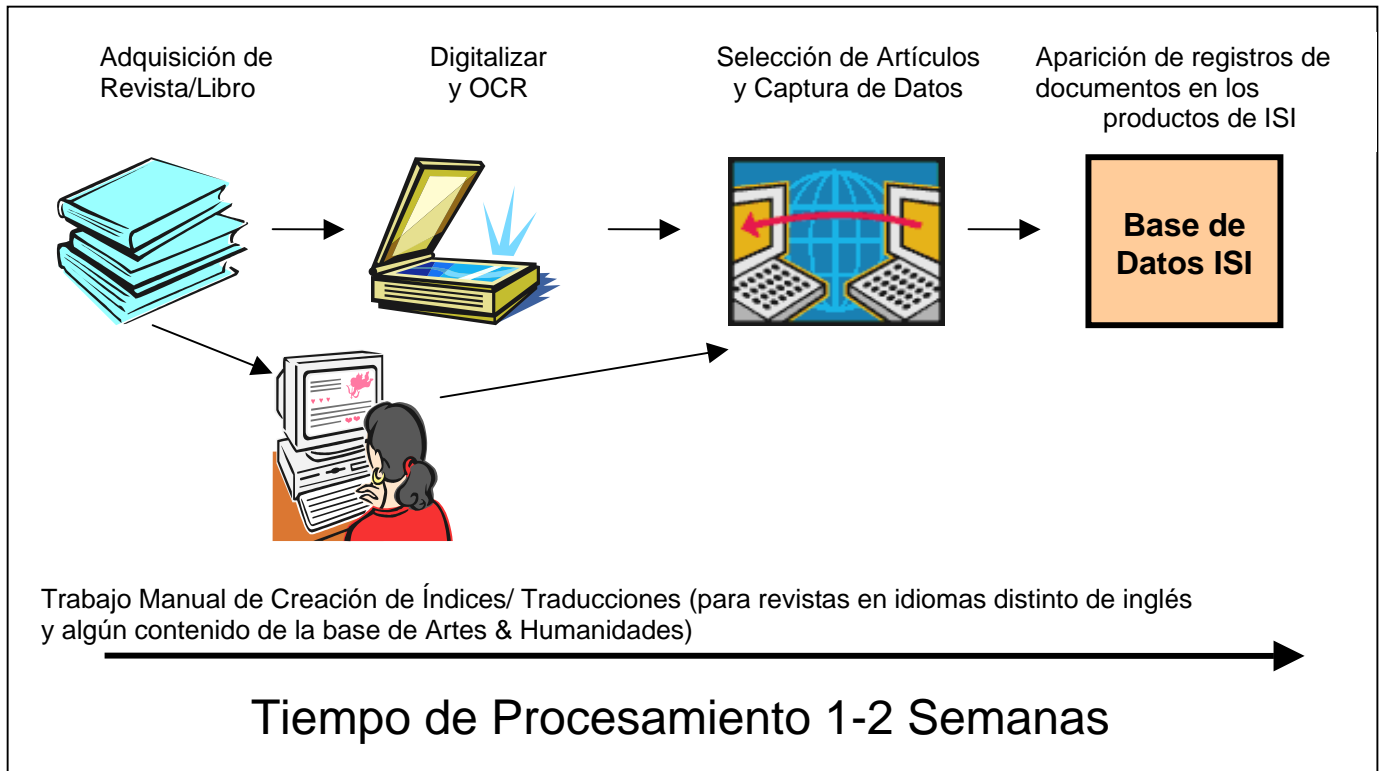 Adquisición de
Revista/Libro
Digitalizar
y OCR
Selección de Artículos
y Captura de Datos
Aparición de registros de
documentos en los
productos de ISI
Base de
Datos ISI
Trabajo Manual de Creación de Índices/ Traducciones (para revistas en idiomas distinto de inglés
y algún contenido de la base de Artes & Humanidades)
Tiempo de Procesamiento 1-2 Semanas